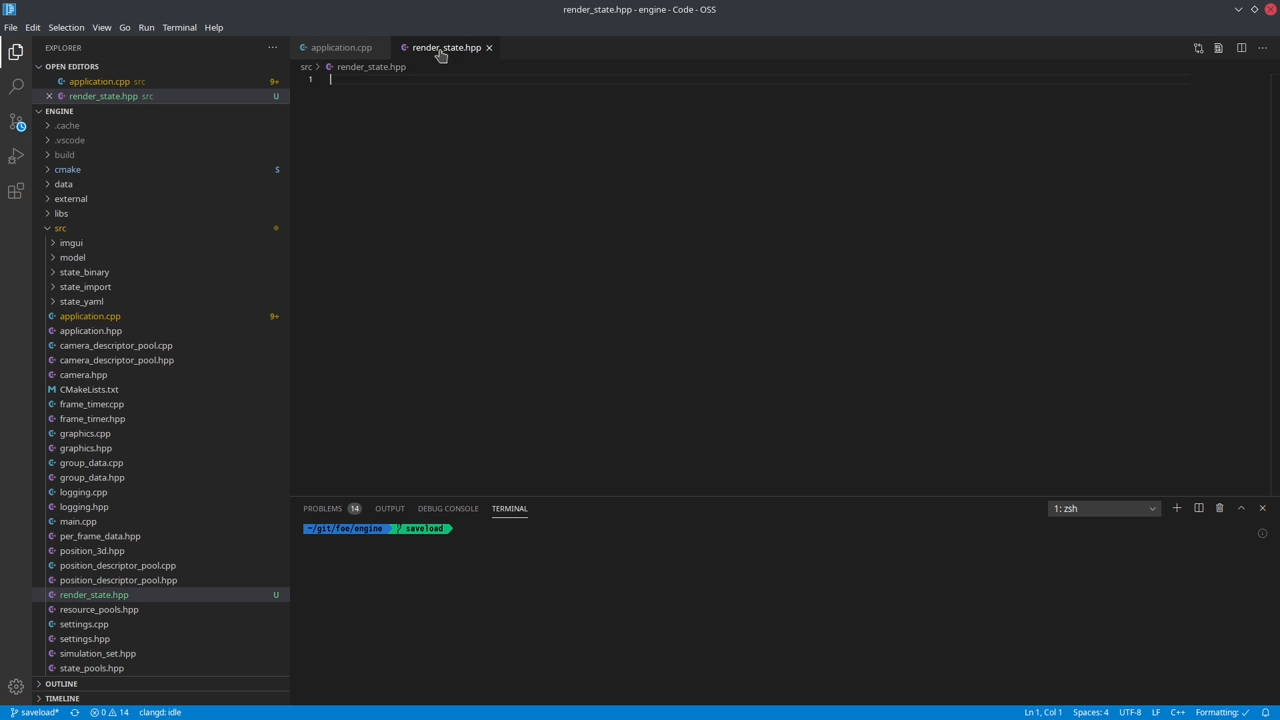 render_state.hpp - engine - Code - OSS
File Edit Selection View Go Run Terminal Help
EXPLORER
application.cpp
render_state.hpp
src > render_state.hpp
1
OPEN EDITORS
application.cpp src 9+
render_state.hpp src U
ENGINE
.cache
.vscode
build
cmake S
data
external
libs
src
imgui
model
state_binary
state_import
state_yaml
application.cpp 9+
application.hpp
camera_descriptor_pool.cpp
camera_descriptor_pool.hpp
camera.hpp
CMakeLists.txt
frame_timer.cpp
frame_timer.hpp
graphics.cpp
graphics.hpp
group_data.cpp
group_data.hpp
logging.cpp
logging.hpp
main.cpp
per_frame_data.hpp
position_3d.hpp
position_descriptor_pool.cpp
position_descriptor_pool.hpp
render_state.hpp U
resource_pools.hpp
settings.cpp
settings.hpp
simulation_set.hpp
state_pools.hpp
OUTLINE
TIMELINE
PROBLEMS 14 OUTPUT DEBUG CONSOLE TERMINAL
1: zsh
~/git/foe/engine saveload
saveload* 0 14 clangd: idle
Ln 1, Col 1 Spaces: 4 UTF-8 LF C++ Formatting: ✓